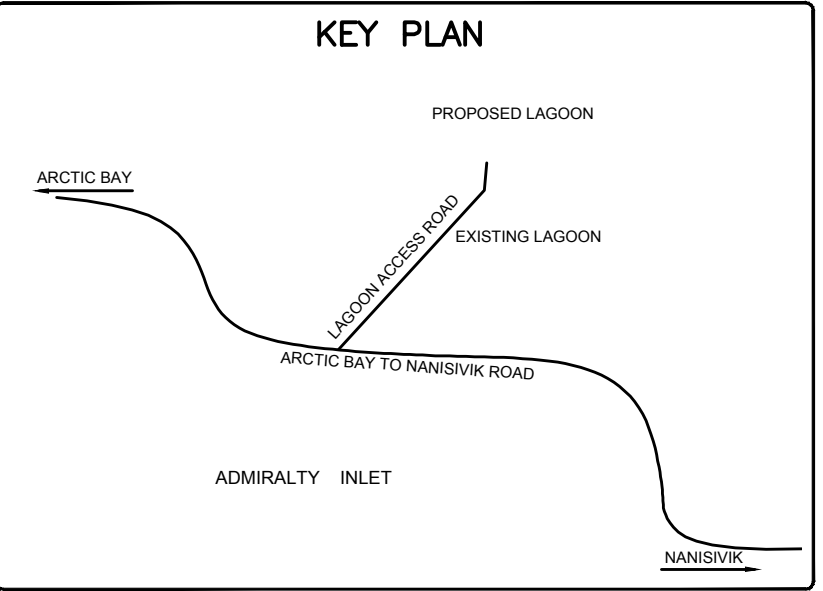 KEY PLAN
PROPOSED LAGOON
ARCTIC BAY
LAGOON ACCESS ROAD
EXISTING LAGOON
ARCTIC BAY TO NANISIVIK ROAD
ADMIRALTY INLET
NANISIVIK